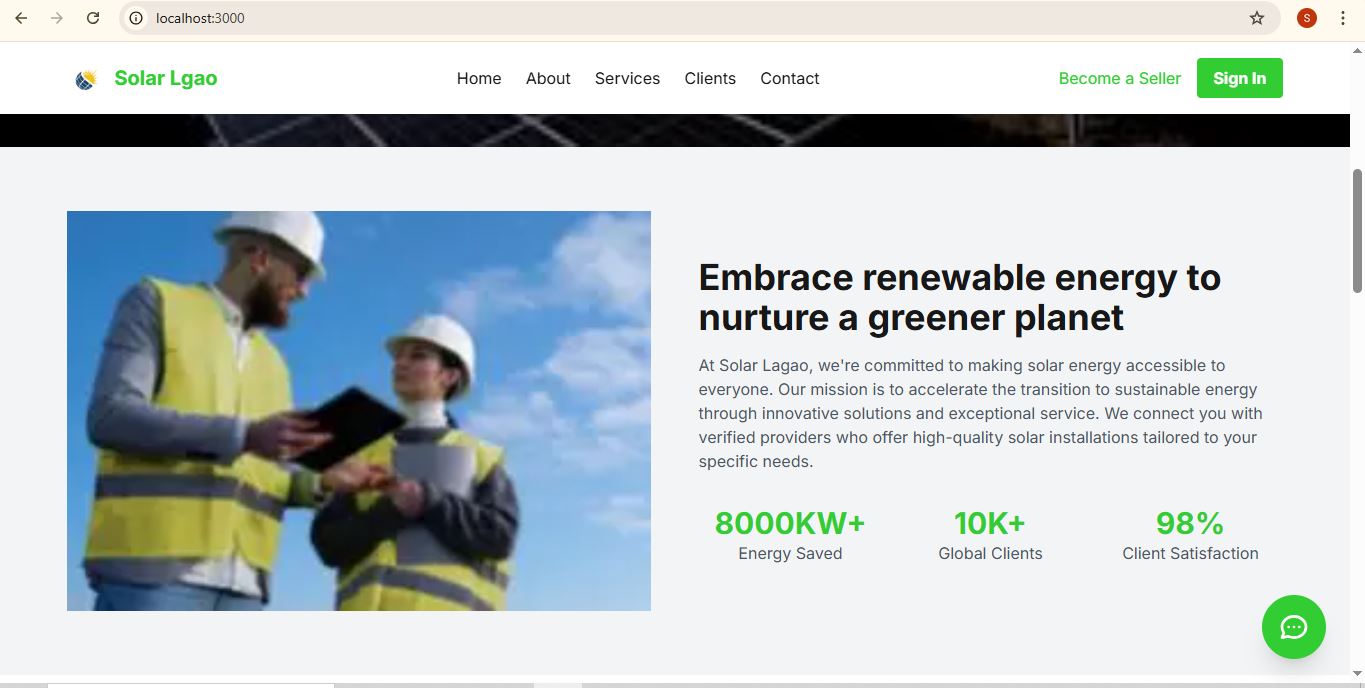 localhost:3000
S
Solar Lgao
Home About Services Clients Contact
Become a Seller Sign In
Embrace renewable energy to
nurture a greener planet
At Solar Lagao, we're committed to making solar energy accessible to
everyone. Our mission is to accelerate the transition to sustainable energy
through innovative solutions and exceptional service. We connect you with
verified providers who offer high-quality solar installations tailored to your
specific needs.
8000KW+ 10K+ 98%
Energy Saved Global Clients Client Satisfaction